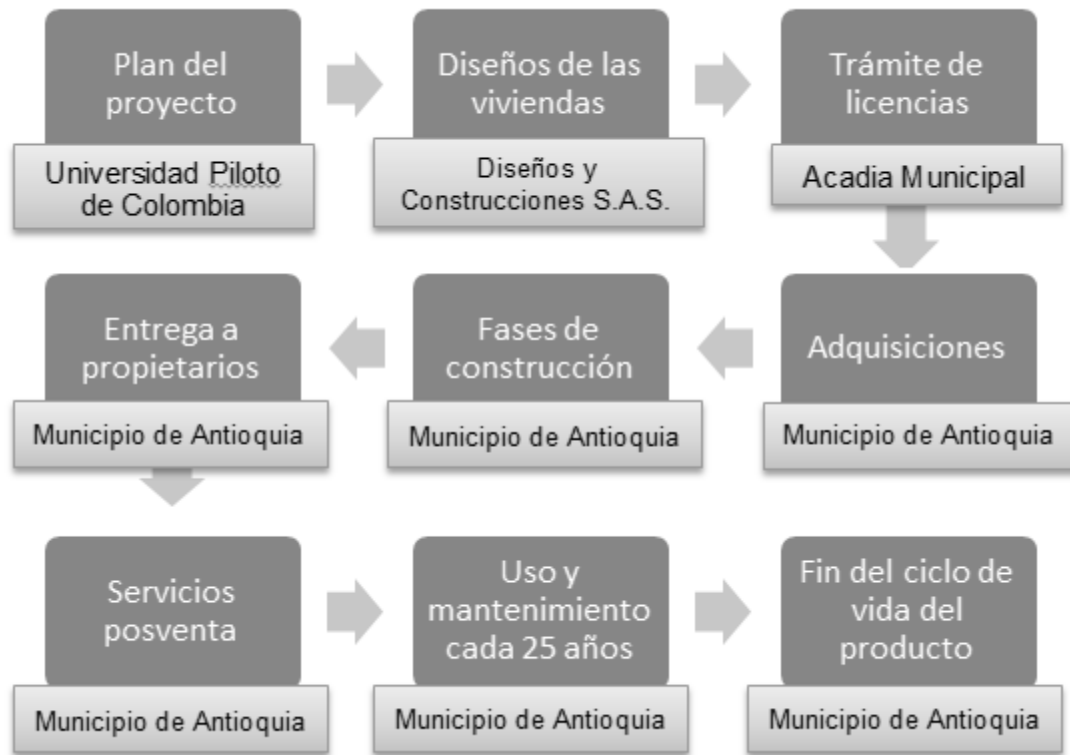 Plan del
proyecto
Universidad Piloto
de Colombia
Diseños de las
viviendas
Diseños y
Construcciones S.A.S.
Trámite de
licencias
Acadia Municipal
Adquisiciones
Municipio de Antioquia
Fases de
construcción
Municipio de Antioquia
Entrega a
propietarios
Municipio de Antioquia
Servicios
posventa
Municipio de Antioquia
Uso y
mantenimiento
cada 25 años
Municipio de Antioquia
Fin del ciclo de
vida del
producto
Municipio de Antioquia